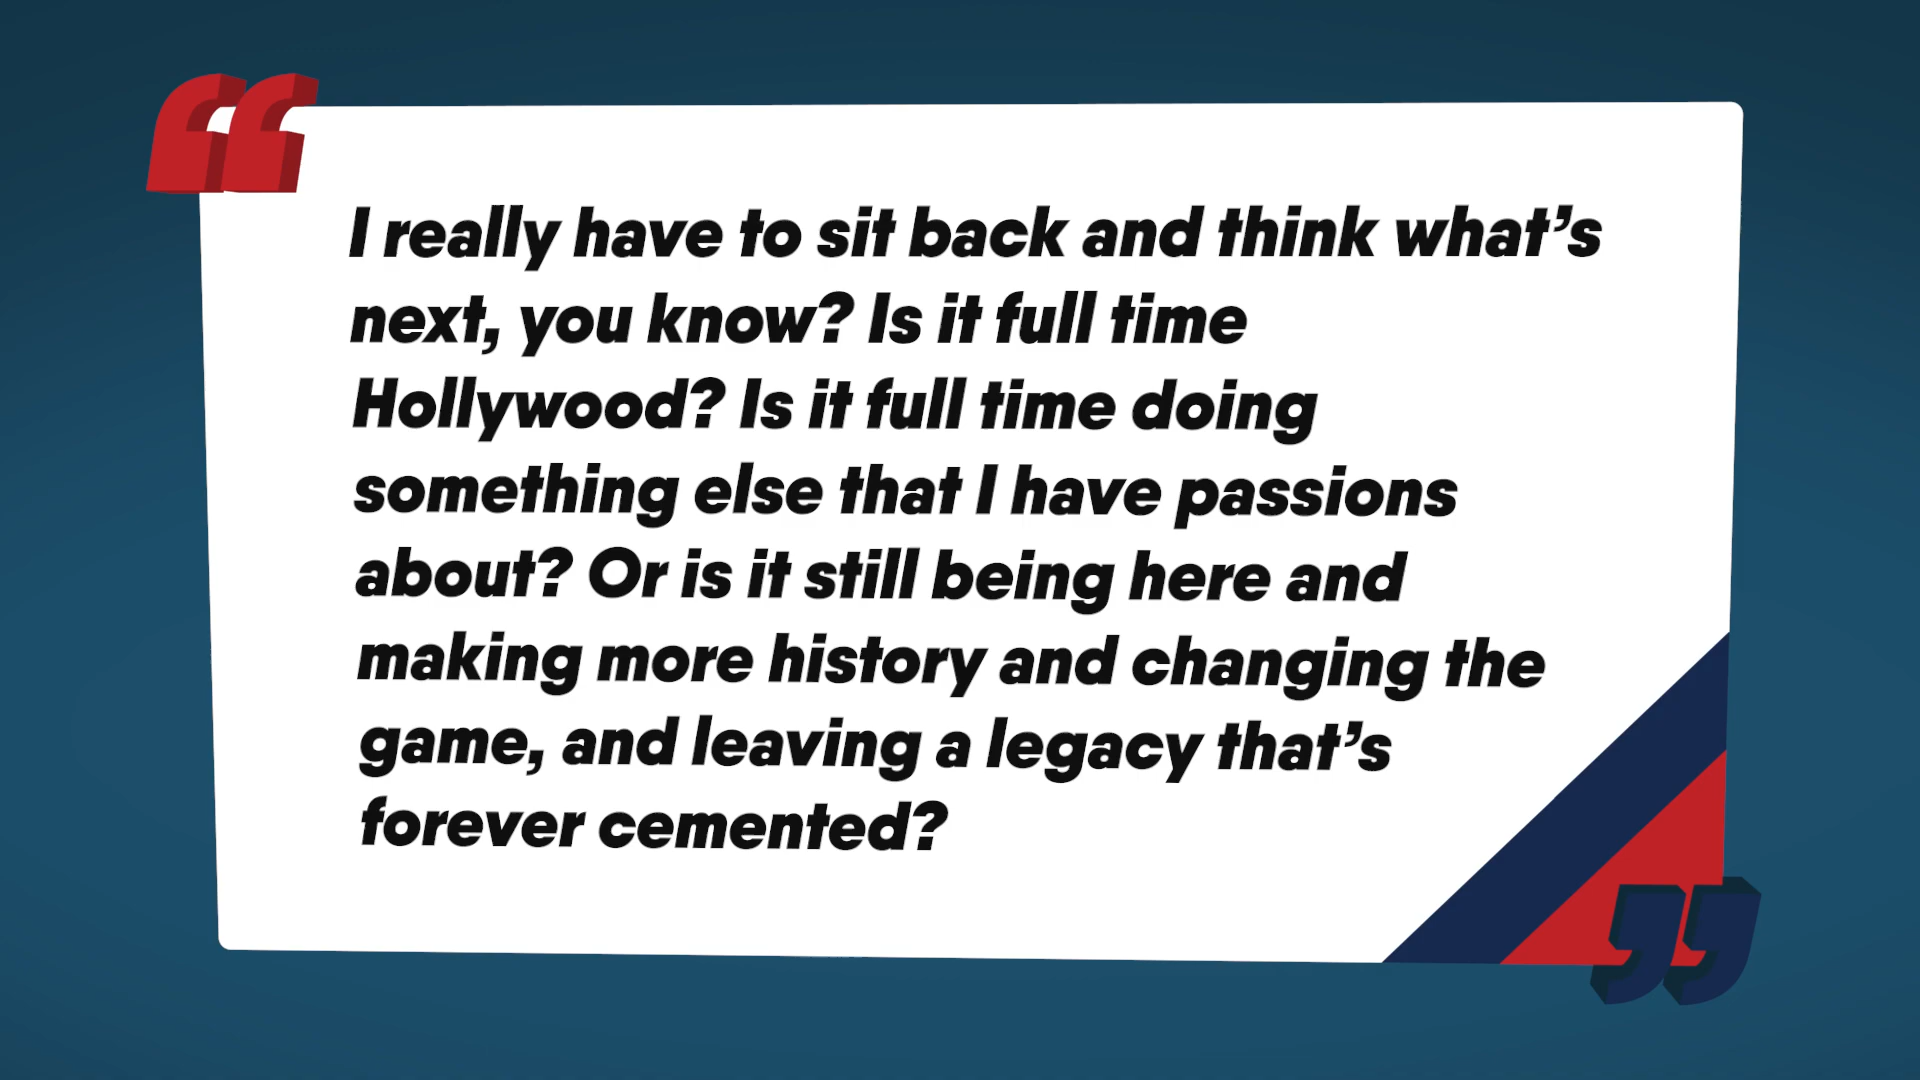 I really have to sit back and think what’s
next, you know? Is it full time
Hollywood? Is it full time doing
something else that I have passions
about? Or is it still being here and
making more history and changing the
game, and leaving a legacy that’s
forever cemented?